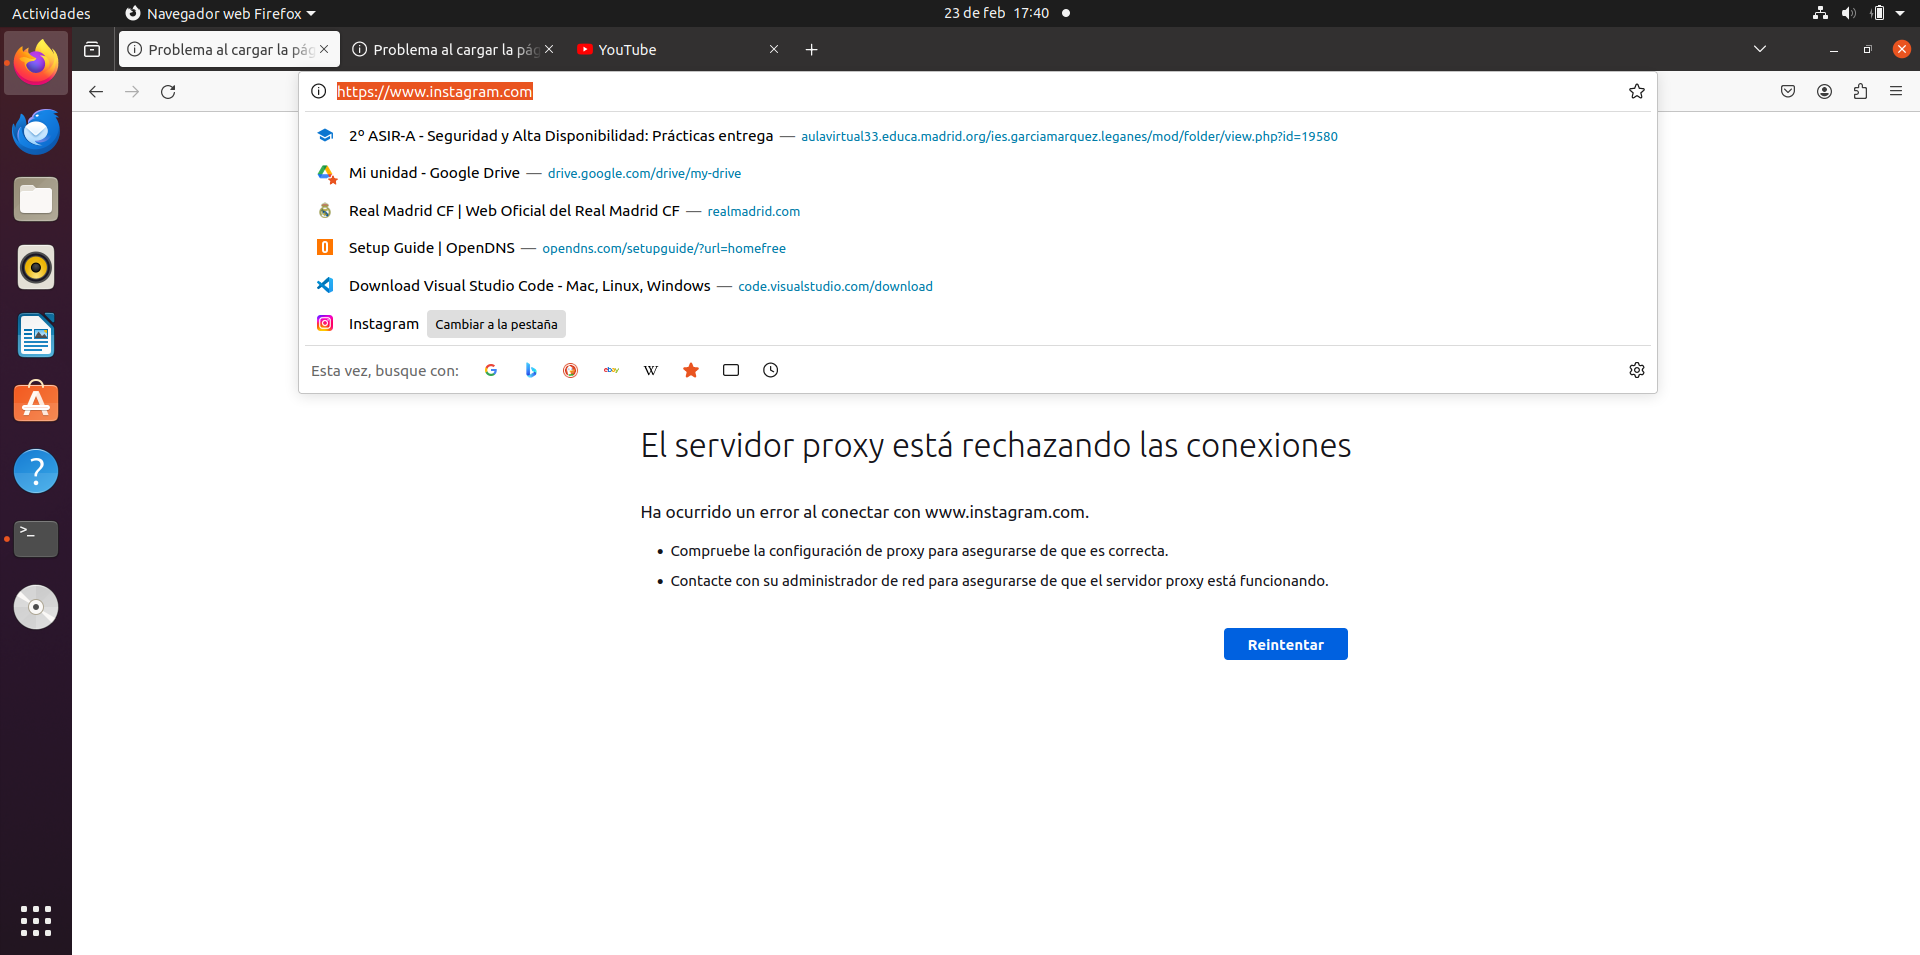 Actividades
Navegador web Firefox
23 de feb 17:40
Problema al cargar la pág
Problema al cargar la pág
YouTube
https://www.instagram.com
2º ASIR-A - Seguridad y Alta Disponibilidad: Prácticas entrega — aulavirtual33.educa.madrid.org/ies.garciamarquez.leganes/mod/folder/view.php?id=19580
Mi unidad - Google Drive — drive.google.com/drive/my-drive
Real Madrid CF | Web Oficial del Real Madrid CF — realmadrid.com
Setup Guide | OpenDNS — opendns.com/setupguide/?url=homefree
Download Visual Studio Code - Mac, Linux, Windows — code.visualstudio.com/download
Instagram Cambiar a la pestaña
Esta vez, busque con:
ebay
W
El servidor proxy está rechazando las conexiones
Ha ocurrido un error al conectar con www.instagram.com.
• Compruebe la configuración de proxy para asegurarse de que es correcta.
• Contacte con su administrador de red para asegurarse de que el servidor proxy está funcionando.
Reintentar